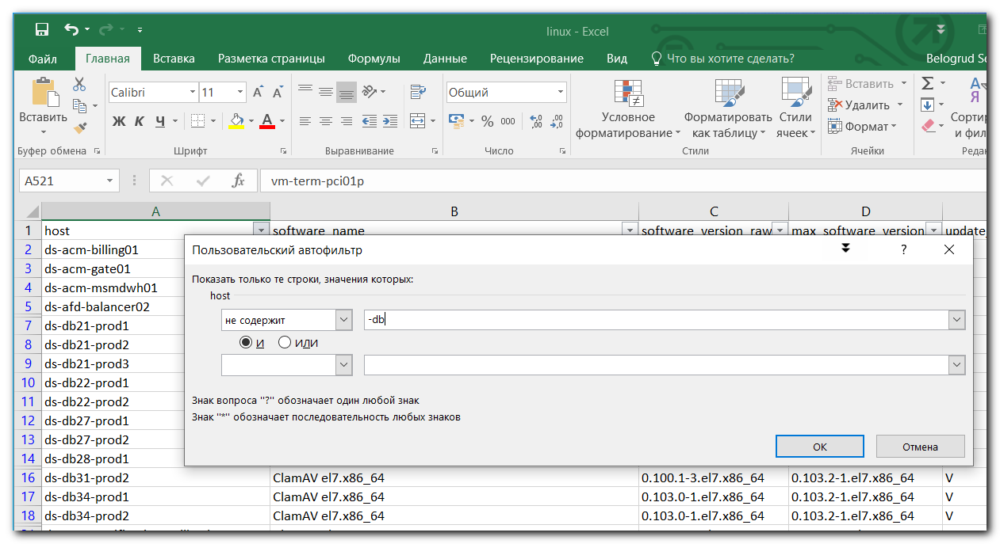 linux - Excel
Файл Главная Вставка Разметка страницы Формулы Данные Рецензирование Вид Что вы хотите сделать? Belogrud Se
Calibri 11 Общий Вставить
Ж К Ч % 000 Удалить
Вставить Условное форматирование Форматировать как таблицу Стили ячеек Формат Сортир и фил
Буфер обмена Шрифт Выравнивание Число Стили Ячейки Реда
A521 fx vm-term-pci01p
A B C D
1 host software_name software_version_raw max_software_version update_
2 ds-acm-billing01
3 ds-acm-gate01
4 ds-acm-msmdwh01
5 ds-afd-balancer02
7 ds-db21-prod1
8 ds-db21-prod2
9 ds-db21-prod3
10 ds-db22-prod1
11 ds-db22-prod2
12 ds-db27-prod1
13 ds-db27-prod2
14 ds-db28-prod1
16 ds-db31-prod2 ClamAV el7.x86_64 0.100.1-3.el7.x86_64 0.103.2-1.el7.x86_64 V
17 ds-db34-prod1 ClamAV el7.x86_64 0.103.0-1.el7.x86_64 0.103.2-1.el7.x86_64 V
18 ds-db34-prod2 ClamAV el7.x86_64 0.103.0-1.el7.x86_64 0.103.2-1.el7.x86_64 V
Пользовательский автофильтр ?
Показать только те строки, значения которых:
host
не содержит -db
И ИЛИ
Знак вопроса "?" обозначает один любой знак
Знак "*" обозначает последовательность любых знаков
ОК Отмена